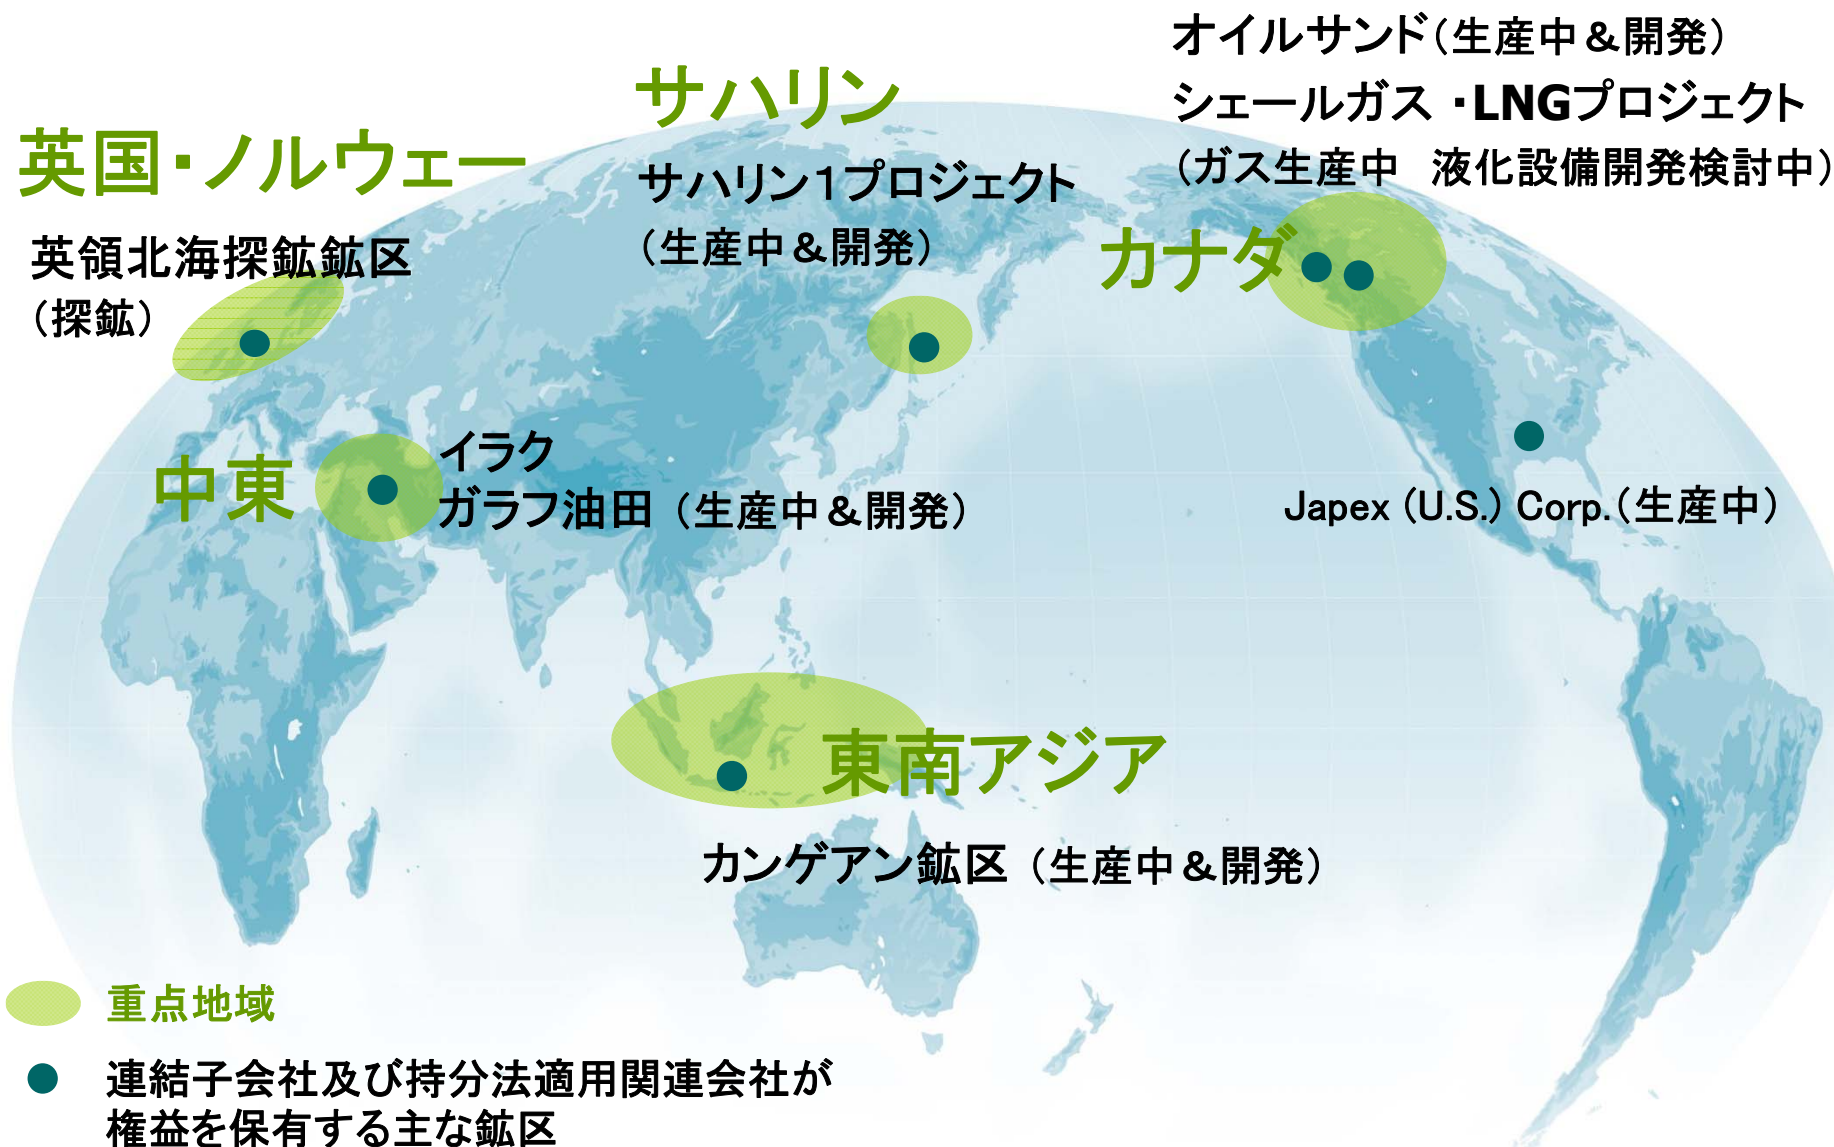 オイルサンド(生産中&開発)
シェールガス ・LNGプロジェクト
(ガス生産中 液化設備開発検討中)
サハリン
サハリン1プロジェクト
(生産中&開発)
英国・ノルウェー
英領北海探鉱鉱区
(探鉱)
カナダ
中東
イラク
ガラフ油田 (生産中&開発)
Japex (U.S.) Corp.(生産中)
東南アジア
カンゲアン鉱区 (生産中&開発)
重点地域
連結子会社及び持分法適用関連会社が
権益を保有する主な鉱区